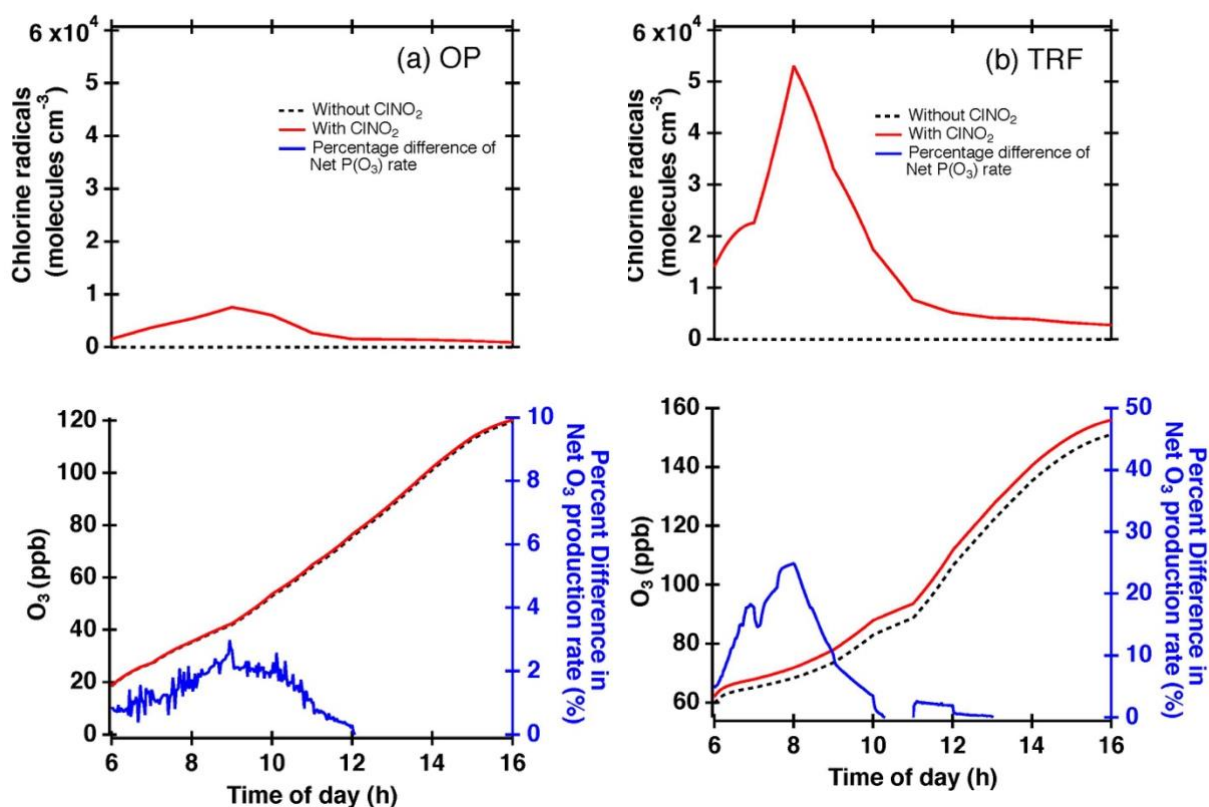 6 x10⁴
5
4
3
2
1
0
Chlorine radicals
(molecules cm⁻³)
(a) OP
Without ClNO₂
With ClNO₂
Percentage difference of
Net P(O₃) rate
6 x10⁴
5
4
3
2
1
0
Chlorine radicals
(molecules cm⁻³)
(b) TRF
Without ClNO₂
With ClNO₂
Percentage difference of
Net P(O₃) rate
120
100
80
60
40
20
0
O₃ (ppb)
10
8
6
4
2
0
Percent Difference in
Net O₃ production rate (%)
6 8 10 12 14 16
Time of day (h)
160
140
120
100
80
60
O₃ (ppb)
50
40
30
20
10
0
Percent Difference in
Net O₃ production rate (%)
6 8 10 12 14 16
Time of day (h)